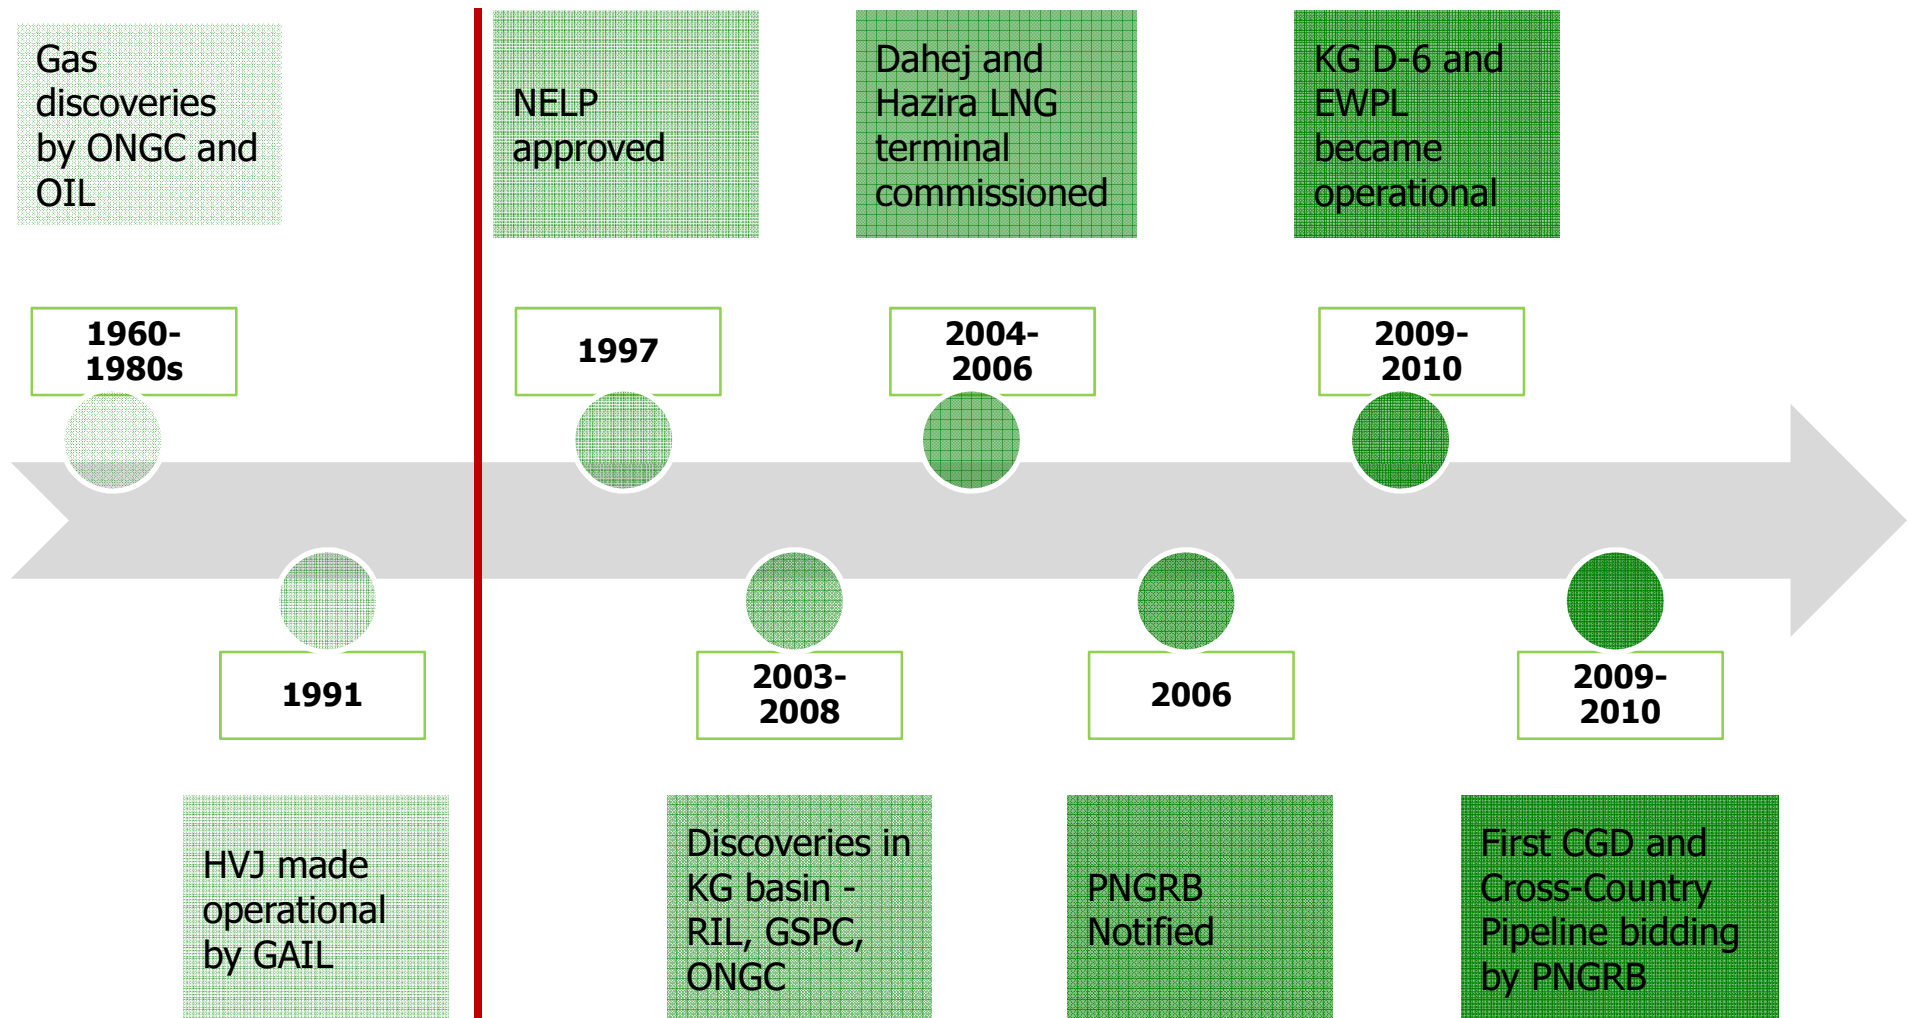 Gas
discoveries
by ONGC and
OIL
NELP
approved
Dahej and
Hazira LNG
terminal
commissioned
KG D-6 and
EWPL
became
operational
1960-
1980s
1997
2004-
2006
2009-
2010
1991
2003-
2008
2006
2009-
2010
HVJ made
operational
by GAIL
Discoveries in
KG basin -
RIL, GSPC,
ONGC
PNGRB
Notified
First CGD and
Cross-Country
Pipeline bidding
by PNGRB